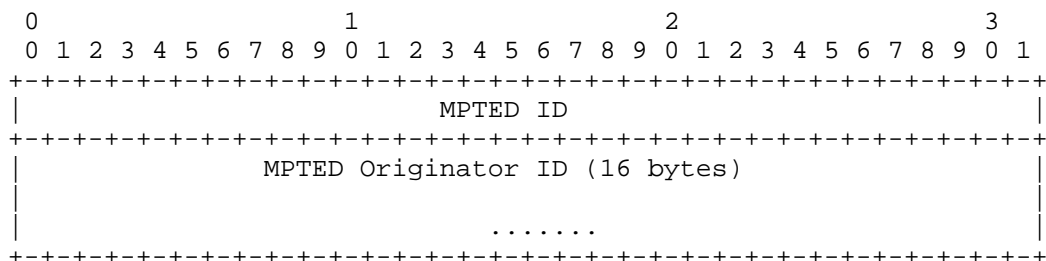 0                   1                   2                   3
 0 1 2 3 4 5 6 7 8 9 0 1 2 3 4 5 6 7 8 9 0 1 2 3 4 5 6 7 8 9 0 1
+-+-+-+-+-+-+-+-+-+-+-+-+-+-+-+-+-+-+-+-+-+-+-+-+-+-+-+-+-+-+-+-+
|                          MPTED ID                             |
+-+-+-+-+-+-+-+-+-+-+-+-+-+-+-+-+-+-+-+-+-+-+-+-+-+-+-+-+-+-+-+-+
|               MPTED Originator ID (16 bytes)                  |
|                                                               |
|                             .......                           |
+-+-+-+-+-+-+-+-+-+-+-+-+-+-+-+-+-+-+-+-+-+-+-+-+-+-+-+-+-+-+-+-+